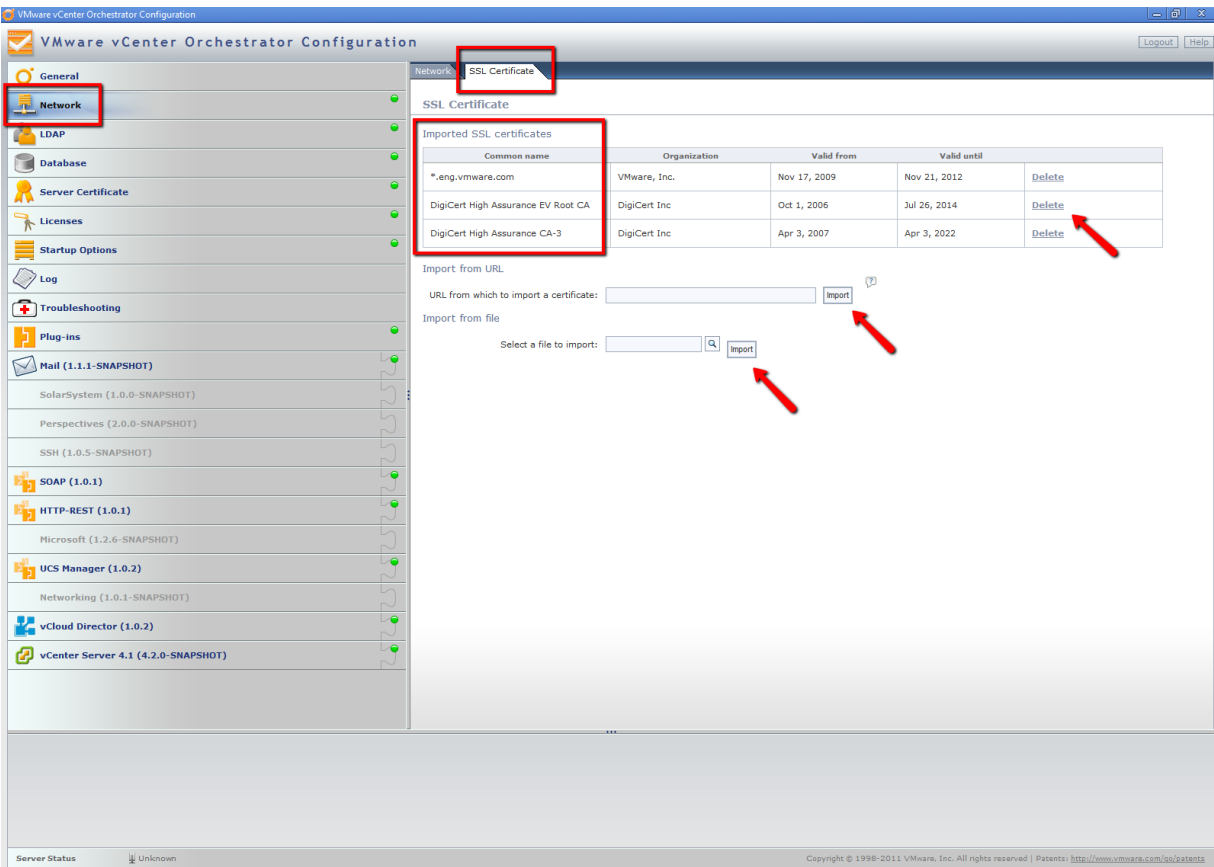 VMware vCenter Orchestrator Configuration
VMware vCenter Orchestrator Configuration
Logout Help
General
Network
LDAP
Database
Server Certificate
Licenses
Startup Options
Log
Troubleshooting
Plug-ins
Mail (1.1.1-SNAPSHOT)
SolarSystem (1.0.0-SNAPSHOT)
Perspectives (2.0.0-SNAPSHOT)
SSH (1.0.5-SNAPSHOT)
SOAP (1.0.1)
HTTP-REST (1.0.1)
Microsoft (1.2.6-SNAPSHOT)
UCS Manager (1.0.2)
Networking (1.0.1-SNAPSHOT)
vCloud Director (1.0.2)
vCenter Server 4.1 (4.2.0-SNAPSHOT)
Network SSL Certificate
SSL Certificate
Imported SSL certificates
Common name Organization Valid from Valid until
*.eng.vmware.com VMware, Inc. Nov 17, 2009 Nov 21, 2012 Delete
DigiCert High Assurance EV Root CA DigiCert Inc Oct 1, 2006 Jul 26, 2014 Delete
DigiCert High Assurance CA-3 DigiCert Inc Apr 3, 2007 Apr 3, 2022 Delete
Import from URL
URL from which to import a certificate: Import
Import from file
Select a file to import: Import
Server Status Unknown
Copyright © 1998-2011 VMware, Inc. All rights reserved | Patents: http://www.vmware.com/go/patents